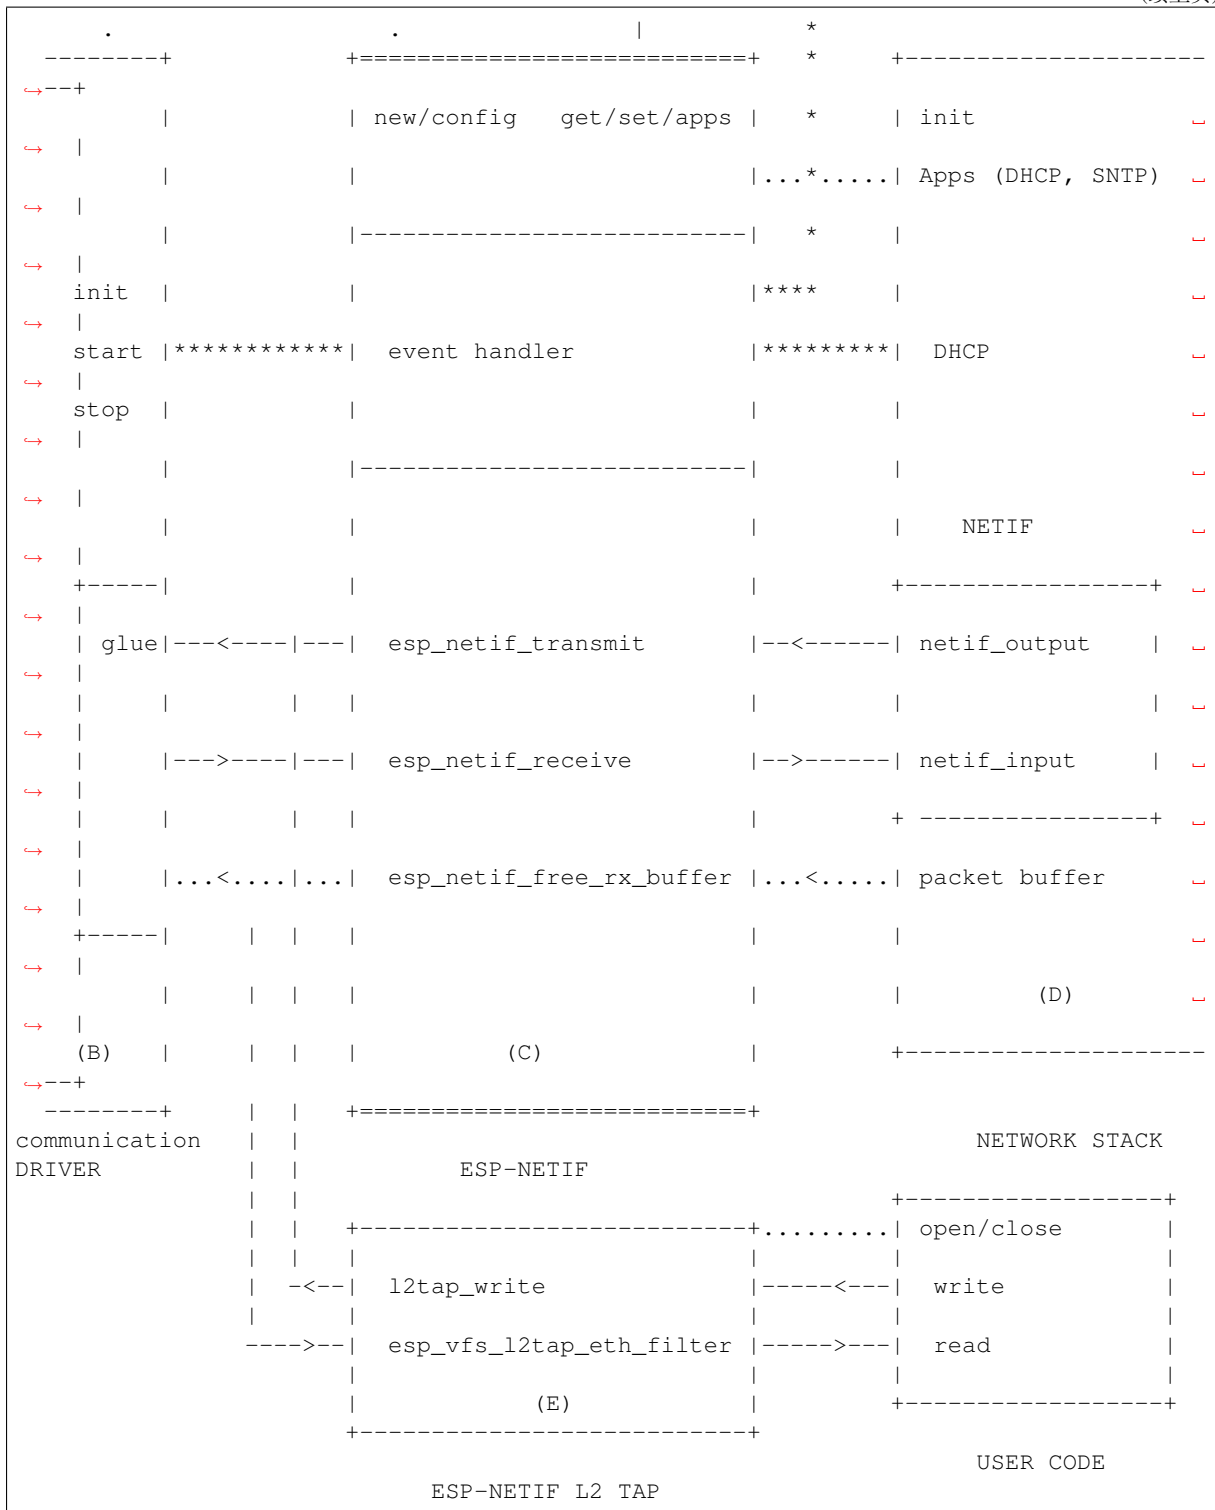 .                   .                |           *
--------+            +===========================+   *     +---------------------
↪--+
        |            | new/config   get/set/apps |   *     | init               ␣
↪  |
        |            |                           |...*.....| Apps (DHCP, SNTP)  ␣
↪  |
        |            |---------------------------|   *     |                    ␣
↪  |
  init  |            |                           |****     |                    ␣
↪  |
  start |************|  event handler            |*********|  DHCP              ␣
↪  |
  stop  |            |                           |         |                    ␣
↪  |
        |            |---------------------------|         |                    ␣
↪  |
        |            |                           |         |    NETIF           ␣
↪  |
  +-----|            |                           |         +-----------------+  ␣
↪  |
  | glue|---<----|---|  esp_netif_transmit       |--<------| netif_output    |  ␣
↪  |
  |     |        |   |                           |         |                 |  ␣
↪  |
  |     |--->----|---|  esp_netif_receive        |-->------| netif_input     |  ␣
↪  |
  |     |        |   |                           |         + ----------------+  ␣
↪  |
  |     |...<....|...|  esp_netif_free_rx_buffer |...<.....| packet buffer      ␣
↪  |
  +-----|     |  |   |                           |         |                    ␣
↪  |
        |     |  |   |                           |         |         (D)        ␣
↪  |
  (B)   |     |  |   |          (C)              |         +---------------------
↪--+
--------+     |  |   +===========================+
communication |  |                                               NETWORK STACK
DRIVER        |  |           ESP-NETIF
              |  |                                         +------------------+
              |  |   +---------------------------+.........| open/close       |
              |  |   |                           |         |                  |
              |  -<--|  l2tap_write              |-----<---|  write           |
              |      |                           |         |                  |
              ---->--|  esp_vfs_l2tap_eth_filter |----->---|  read            |
                     |                           |         |                  |
                     |            (E)            |         +------------------+
                     +---------------------------+
                                                                 USER CODE
                           ESP-NETIF L2 TAP